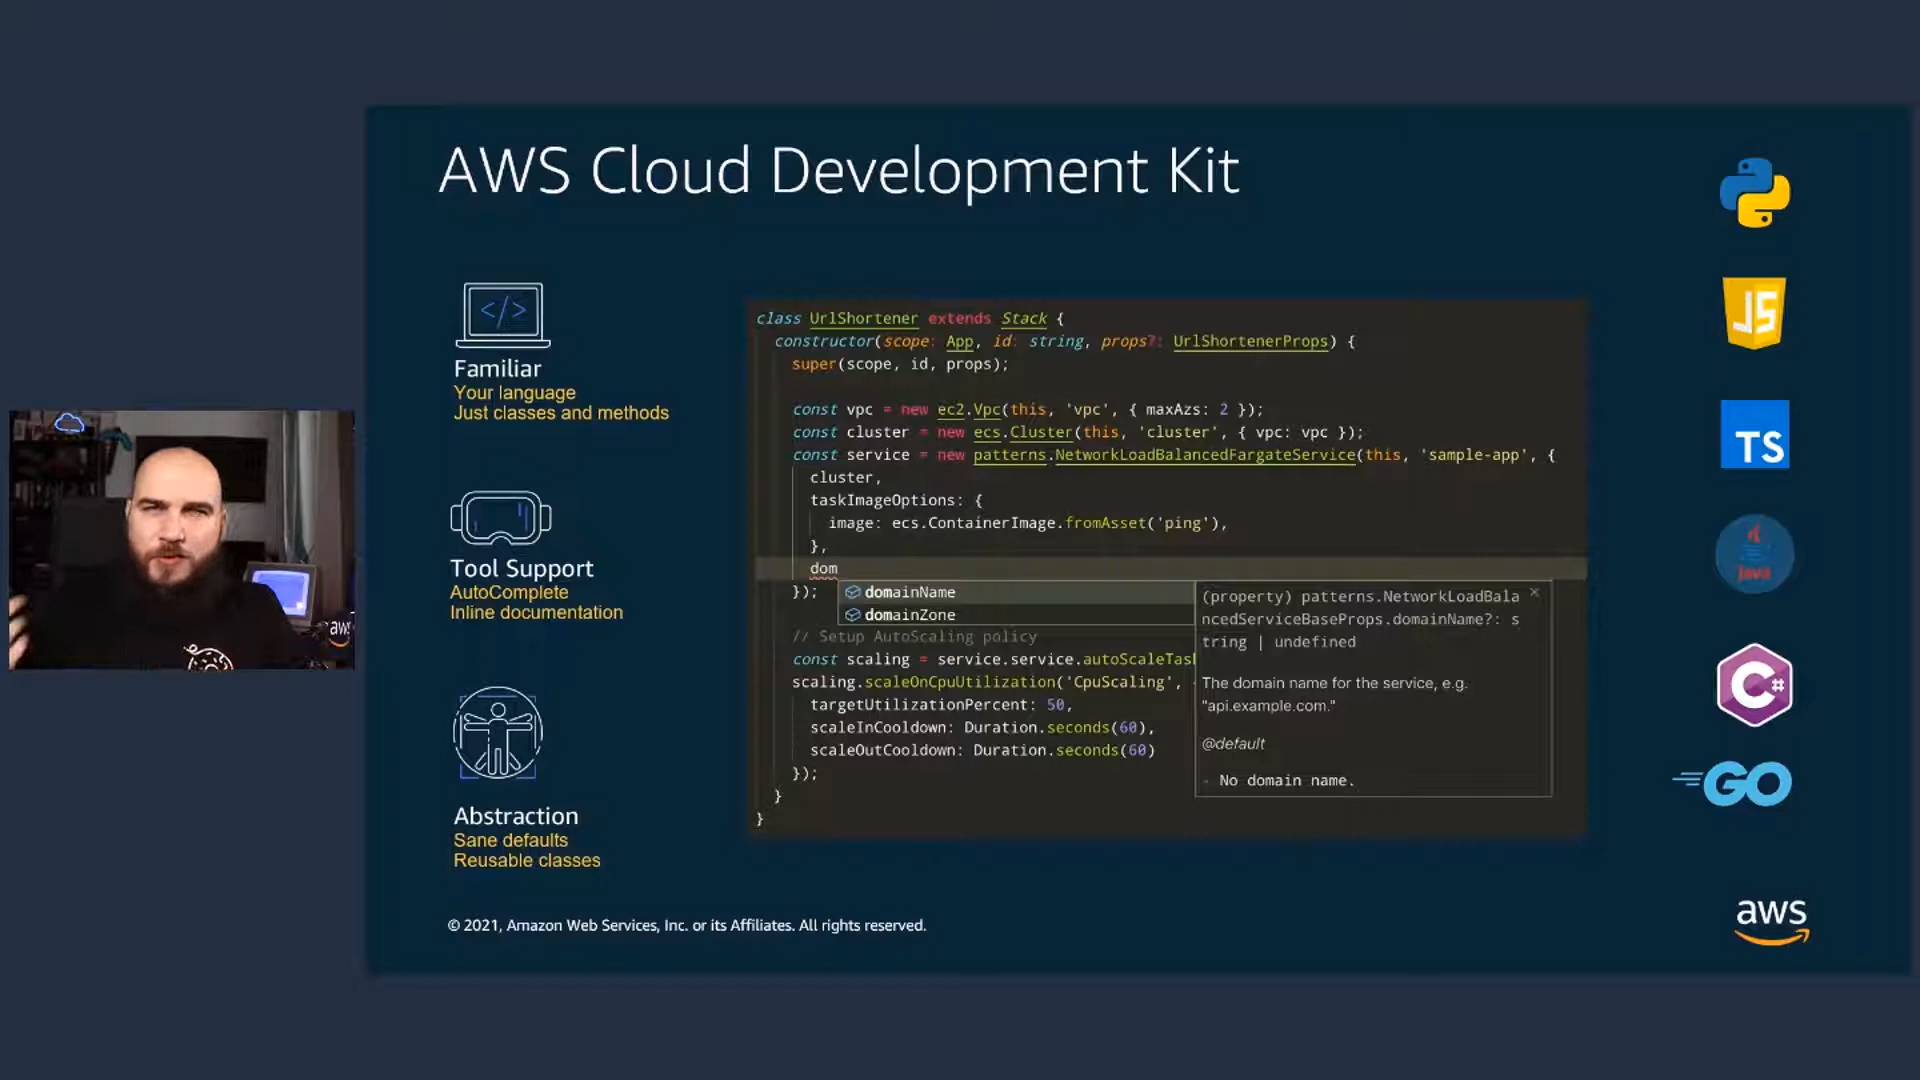 AWS Cloud Development Kit
</>
Familiar
Your language
Just classes and methods
Tool Support
AutoComplete
Inline documentation
Abstraction
Sane defaults
Reusable classes
class UrlShortener extends Stack {
constructor(scope: App, id: string, props?: UrlShortenerProps) {
super(scope, id, props);
const vpc = new ec2.Vpc(this, 'vpc', { maxAzs: 2 });
const cluster = new ecs.Cluster(this, 'cluster', { vpc: vpc });
const service = new patterns.NetworkLoadBalancedFargateService(this, 'sample-app', {
cluster,
taskImageOptions: {
image: ecs.ContainerImage.fromAsset('ping'),
},
dom
});
domainName
domainZone
// Setup AutoScaling policy
const scaling = service.service.autoScaleTas
scaling.scaleOnCpuUtilization('CpuScaling',
targetUtilizationPercent: 50,
scaleInCooldown: Duration.seconds(60),
scaleOutCooldown: Duration.seconds(60)
});
}
}
(property) patterns.NetworkLoadBala
ncedServiceBaseProps.domainName?: s
tring | undefined
The domain name for the service, e.g.
"api.example.com."
@default
- No domain name.
JS
TS
Java
C#
GO
aws
aws
© 2021, Amazon Web Services, Inc. or its Affiliates. All rights reserved.